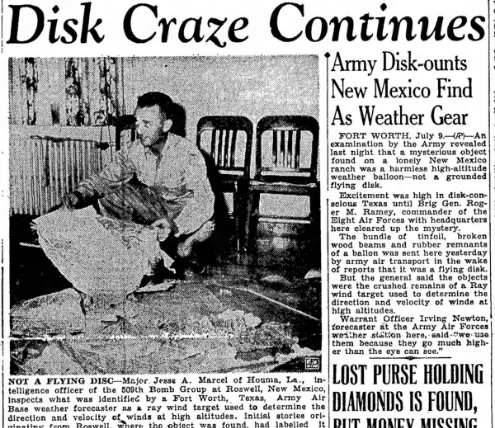 Disk Craze Continues
Army Disk-ounts
New Mexico Find
As Weather Gear
FORT WORTH, July 9.—(AP)—An
examination by the Army revealed
last night that a mysterious object
found on a lonely New Mexico
ranch was a harmless high-altitude
weather balloon—not a grounded
flying disk.
Excitement was high in disk-con-
scious Texas until Brig Gen. Rog-
er M. Ramey, commander of the
Eight Air Forces with headquarters
here cleared up the mystery.
The bundle of tinfoil, broken
wood beams and rubber remnants
of a ballon was sent here yesterday
by army air transport in the wake
of reports that it was a flying disk.
But the general said the objects
were the crushed remains of a Ray
wind target used to determine the
direction and velocity of winds at
high altitudes.
Warrant Officer Irving Newton,
forecaster at the Army Air Forces
weather station here, said "we use
them because they go much high-
er than the eye can see."
NOT A FLYING DISC—Major Jesse A. Marcel of Houma, La., in-
telligence officer of the 509th Bomb Group at Roswell, New Mexico,
inspects what was identified by a Fort Worth, Texas, Army Air
Base weather forecaster as a ray wind target used to determine the
direction and velocity of winds at high altitudes. Initial stories ori-
ginating from Roswell, where the object was found, had labelled it
LOST PURSE HOLDING
DIAMONDS IS FOUND,
BUT MONEY MISSING